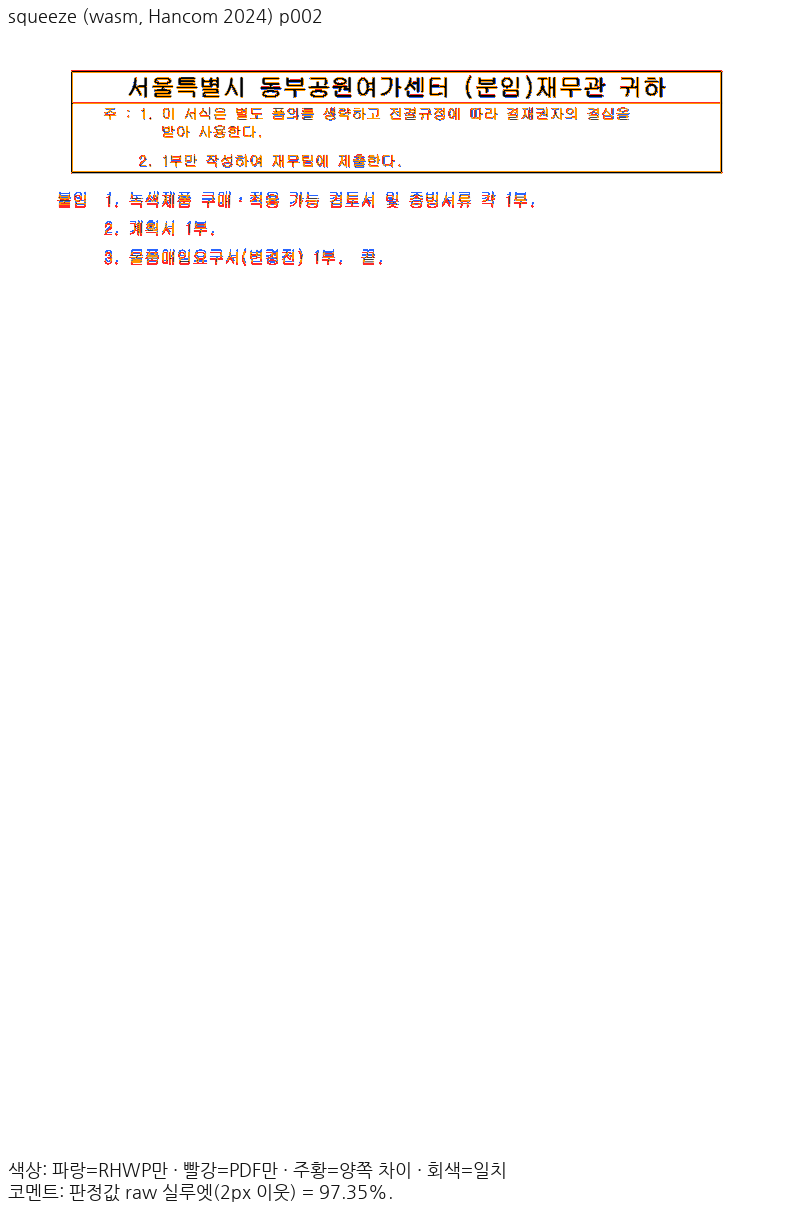 squeeze (wasm, Hancom 2024) p002
서울특별시 동부공원여가센터 (분임)재무관 귀하
주 : 1. 이 서식은 별도 품의를 생략하고 전결규정에 따라 결재권자의 결심을
받아 사용한다.
2. 1부만 작성하여 재무팀에 제출한다.
붙임 1. 녹색제품 구매·적용 가능 검토서 및 증빙서류 각 1부.
2. 계획서 1부.
3. 물품매입요구서(변경전) 1부. 끝.
색상: 파랑=RHWP만 · 빨강=PDF만 · 주황=양쪽 차이 · 회색=일치
코멘트: 판정값 raw 실루엣(2px 이웃) = 97.35%.